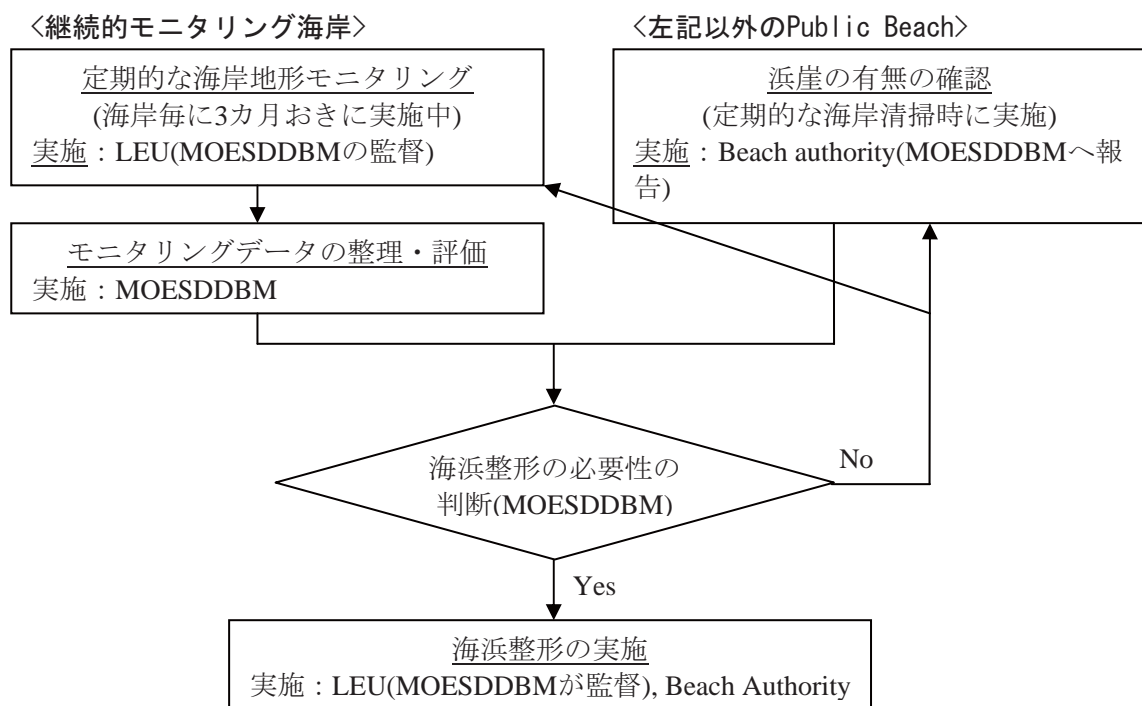 <継続的モニタリング海岸>
定期的な海岸地形モニタリング
(海岸毎に3カ月おきに実施中)
実施：LEU(MOESDDBMの監督)
モニタリングデータの整理・評価
実施：MOESDDBM
<左記以外のPublic Beach>
浜崖の有無の確認
(定期的な海岸清掃時に実施)
実施：Beach authority(MOESDDBMへ報
告)
海浜整形の必要性の
判断(MOESDDBM)
No
Yes
海浜整形の実施
実施：LEU(MOESDDBMが監督), Beach Authority